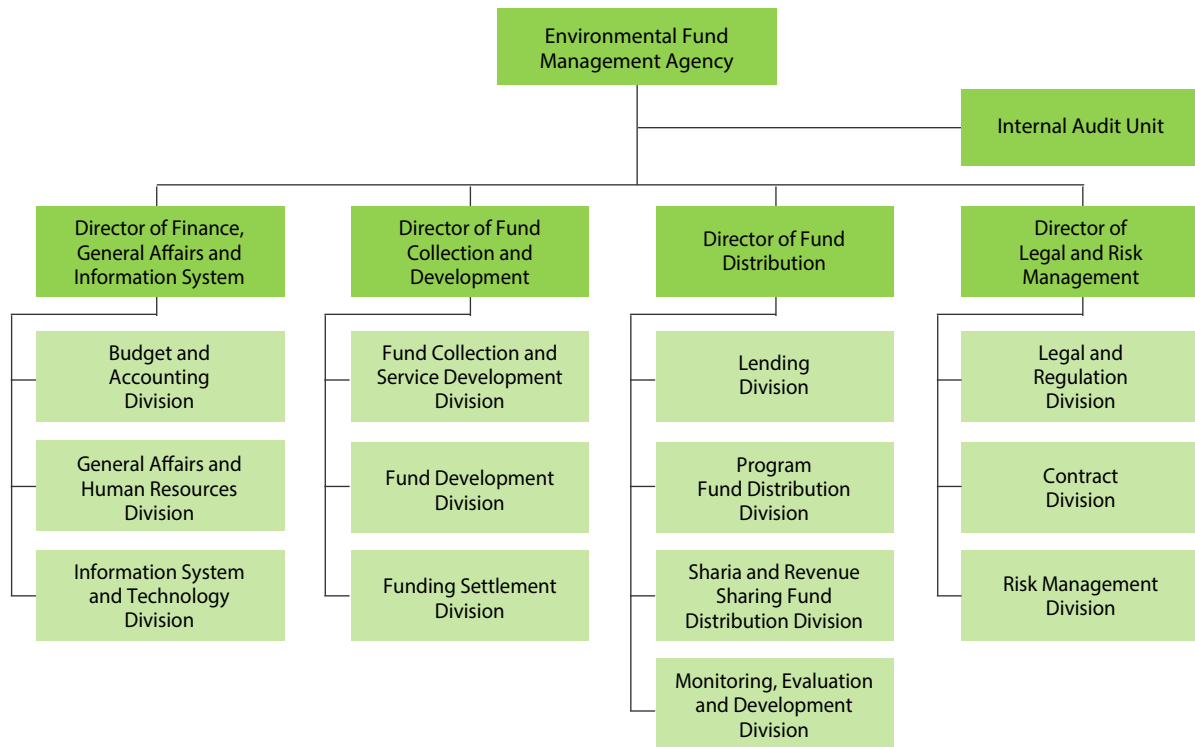 Environmental Fund
Management Agency
Internal Audit Unit
Director of Finance,
General Affairs and
Information System
Director of Fund
Collection and
Development
Director of Fund
Distribution
Director of
Legal and Risk
Management
Budget and
Accounting
Division
Fund Collection and
Service Development
Division
Lending
Division
Legal and
Regulation
Division
General Affairs and
Human Resources
Division
Fund Development
Division
Program
Fund Distribution
Division
Contract
Division
Information System
and Technology
Division
Funding Settlement
Division
Sharia and Revenue
Sharing Fund
Distribution Division
Risk Management
Division
Monitoring, Evaluation
and Development
Division